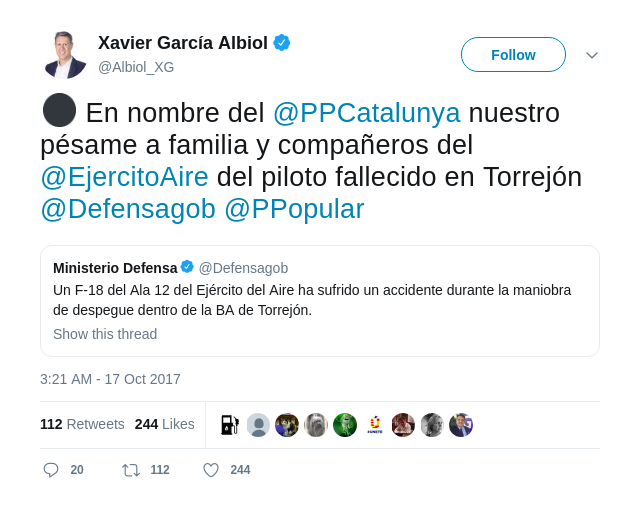 Xavier García Albiol
@Albiol_XG
Follow
En nombre del @PPCatalunya nuestro
pésame a familia y compañeros del
@EjercitoAire del piloto fallecido en Torrejón
@Defensagob @PPopular
Ministerio Defensa @Defensagob
Un F-18 del Ala 12 del Ejército del Aire ha sufrido un accidente durante la maniobra
de despegue dentro de la BA de Torrejón.
Show this thread
3:21 AM - 17 Oct 2017
112 Retweets 244 Likes
20 112 244